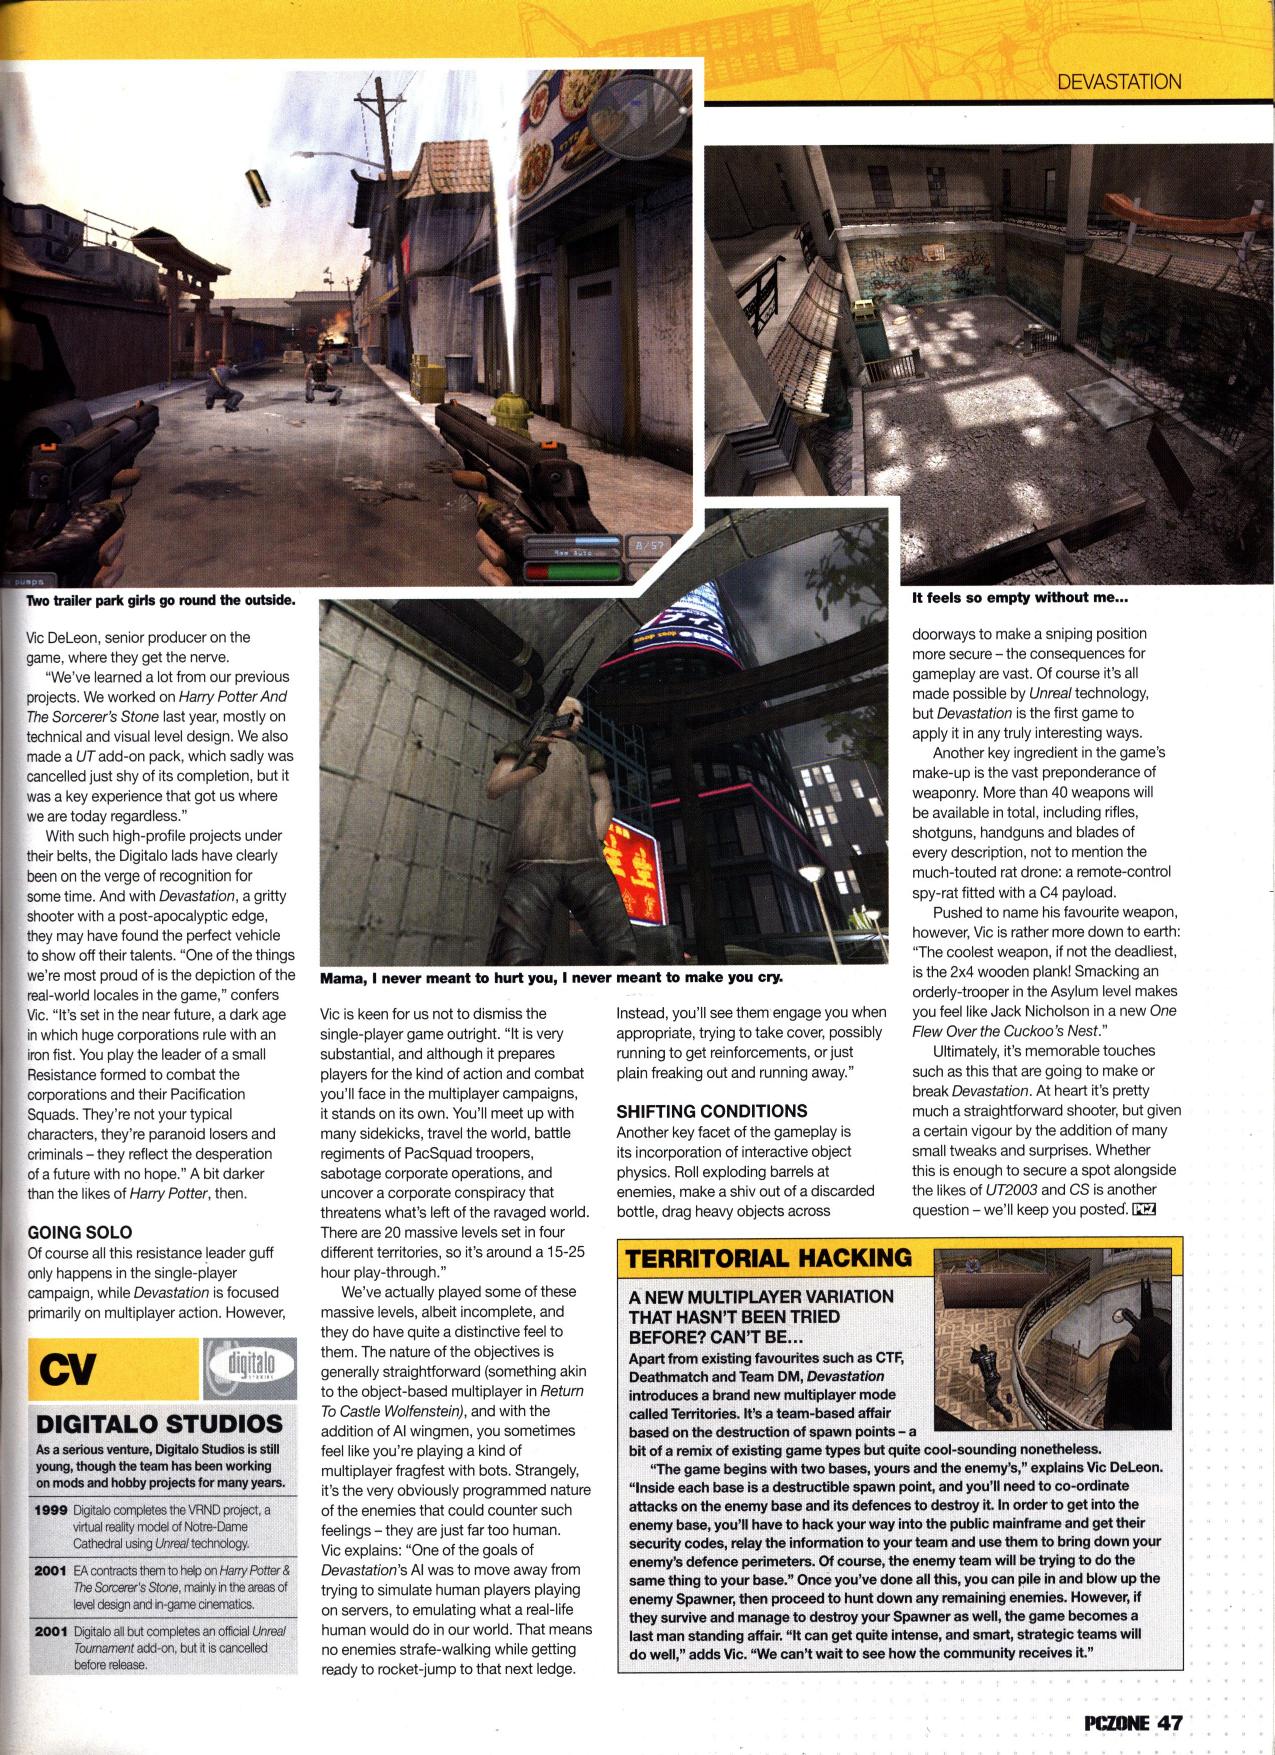 DEVASTATION
8/57
pumps
Two trailer park girls go round the outside.
It feels so empty without me...
Vic DeLeon, senior producer on the
game, where they get the nerve.
“We’ve learned a lot from our previous
projects. We worked on Harry Potter And
The Sorcerer’s Stone last year, mostly on
technical and visual level design. We also
made a UT add-on pack, which sadly was
cancelled just shy of its completion, but it
was a key experience that got us where
we are today regardless.”
With such high-profile projects under
their belts, the Digitalo lads have clearly
been on the verge of recognition for
some time. And with Devastation, a gritty
shooter with a post-apocalyptic edge,
they may have found the perfect vehicle
to show off their talents. “One of the things
we’re most proud of is the depiction of the
real-world locales in the game,” confers
Vic. “It’s set in the near future, a dark age
in which huge corporations rule with an
iron fist. You play the leader of a small
Resistance formed to combat the
corporations and their Pacification
Squads. They’re not your typical
characters, they’re paranoid losers and
criminals – they reflect the desperation
of a future with no hope.” A bit darker
than the likes of Harry Potter, then.
GOING SOLO
Of course all this resistance leader guff
only happens in the single-player
campaign, while Devastation is focused
primarily on multiplayer action. However,
CV
digitalo
STUDIOS
DIGITALO STUDIOS
As a serious venture, Digitalo Studios is still
young, though the team has been working
on mods and hobby projects for many years.
1999 Digitalo completes the VRND project, a
virtual reality model of Notre-Dame
Cathedral using Unreal technology.
2001 EA contracts them to help on Harry Potter &
The Sorcerer’s Stone, mainly in the areas of
level design and in-game cinematics.
2001 Digitalo all but completes an official Unreal
Tournament add-on, but it is cancelled
before release.
Mama, I never meant to hurt you, I never meant to make you cry.
Vic is keen for us not to dismiss the
single-player game outright. “It is very
substantial, and although it prepares
players for the kind of action and combat
you’ll face in the multiplayer campaigns,
it stands on its own. You’ll meet up with
many sidekicks, travel the world, battle
regiments of PacSquad troopers,
sabotage corporate operations, and
uncover a corporate conspiracy that
threatens what’s left of the ravaged world.
There are 20 massive levels set in four
different territories, so it’s around a 15-25
hour play-through.”
We’ve actually played some of these
massive levels, albeit incomplete, and
they do have quite a distinctive feel to
them. The nature of the objectives is
generally straightforward (something akin
to the object-based multiplayer in Return
To Castle Wolfenstein), and with the
addition of AI wingmen, you sometimes
feel like you’re playing a kind of
multiplayer fragfest with bots. Strangely,
it’s the very obviously programmed nature
of the enemies that could counter such
feelings – they are just far too human.
Vic explains: “One of the goals of
Devastation’s AI was to move away from
trying to simulate human players playing
on servers, to emulating what a real-life
human would do in our world. That means
no enemies strafe-walking while getting
ready to rocket-jump to that next ledge.
Instead, you’ll see them engage you when
appropriate, trying to take cover, possibly
running to get reinforcements, or just
plain freaking out and running away.”
SHIFTING CONDITIONS
Another key facet of the gameplay is
its incorporation of interactive object
physics. Roll exploding barrels at
enemies, make a shiv out of a discarded
bottle, drag heavy objects across
doorways to make a sniping position
more secure – the consequences for
gameplay are vast. Of course it’s all
made possible by Unreal technology,
but Devastation is the first game to
apply it in any truly interesting ways.
Another key ingredient in the game’s
make-up is the vast preponderance of
weaponry. More than 40 weapons will
be available in total, including rifles,
shotguns, handguns and blades of
every description, not to mention the
much-touted rat drone: a remote-control
spy-rat fitted with a C4 payload.
Pushed to name his favourite weapon,
however, Vic is rather more down to earth:
“The coolest weapon, if not the deadliest,
is the 2x4 wooden plank! Smacking an
orderly-trooper in the Asylum level makes
you feel like Jack Nicholson in a new One
Flew Over the Cuckoo’s Nest.”
Ultimately, it’s memorable touches
such as this that are going to make or
break Devastation. At heart it’s pretty
much a straightforward shooter, but given
a certain vigour by the addition of many
small tweaks and surprises. Whether
this is enough to secure a spot alongside
the likes of UT2003 and CS is another
question – we’ll keep you posted. PCZ
TERRITORIAL HACKING
A NEW MULTIPLAYER VARIATION
THAT HASN’T BEEN TRIED
BEFORE? CAN’T BE...
Apart from existing favourites such as CTF,
Deathmatch and Team DM, Devastation
introduces a brand new multiplayer mode
called Territories. It’s a team-based affair
based on the destruction of spawn points – a
bit of a remix of existing game types but quite cool-sounding nonetheless.
“The game begins with two bases, yours and the enemy’s,” explains Vic DeLeon.
“Inside each base is a destructible spawn point, and you’ll need to co-ordinate
attacks on the enemy base and its defences to destroy it. In order to get into the
enemy base, you’ll have to hack your way into the public mainframe and get their
security codes, relay the information to your team and use them to bring down your
enemy’s defence perimeters. Of course, the enemy team will be trying to do the
same thing to your base.” Once you’ve done all this, you can pile in and blow up the
enemy Spawner, then proceed to hunt down any remaining enemies. However, if
they survive and manage to destroy your Spawner as well, the game becomes a
last man standing affair. “It can get quite intense, and smart, strategic teams will
do well,” adds Vic. “We can’t wait to see how the community receives it.”
PCZONE 47